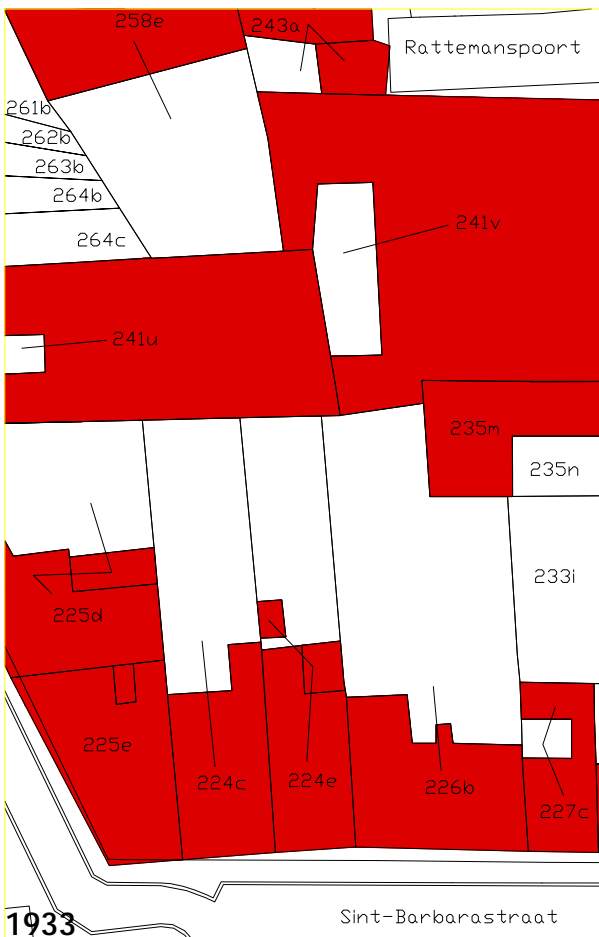 258e
243a
Rattemanspoort
261b
262b
263b
264b
264c
241v
241u
235m
235n
233i
225d
225e
224c
224e
226b
227c
1933
Sint-Barbarastraat